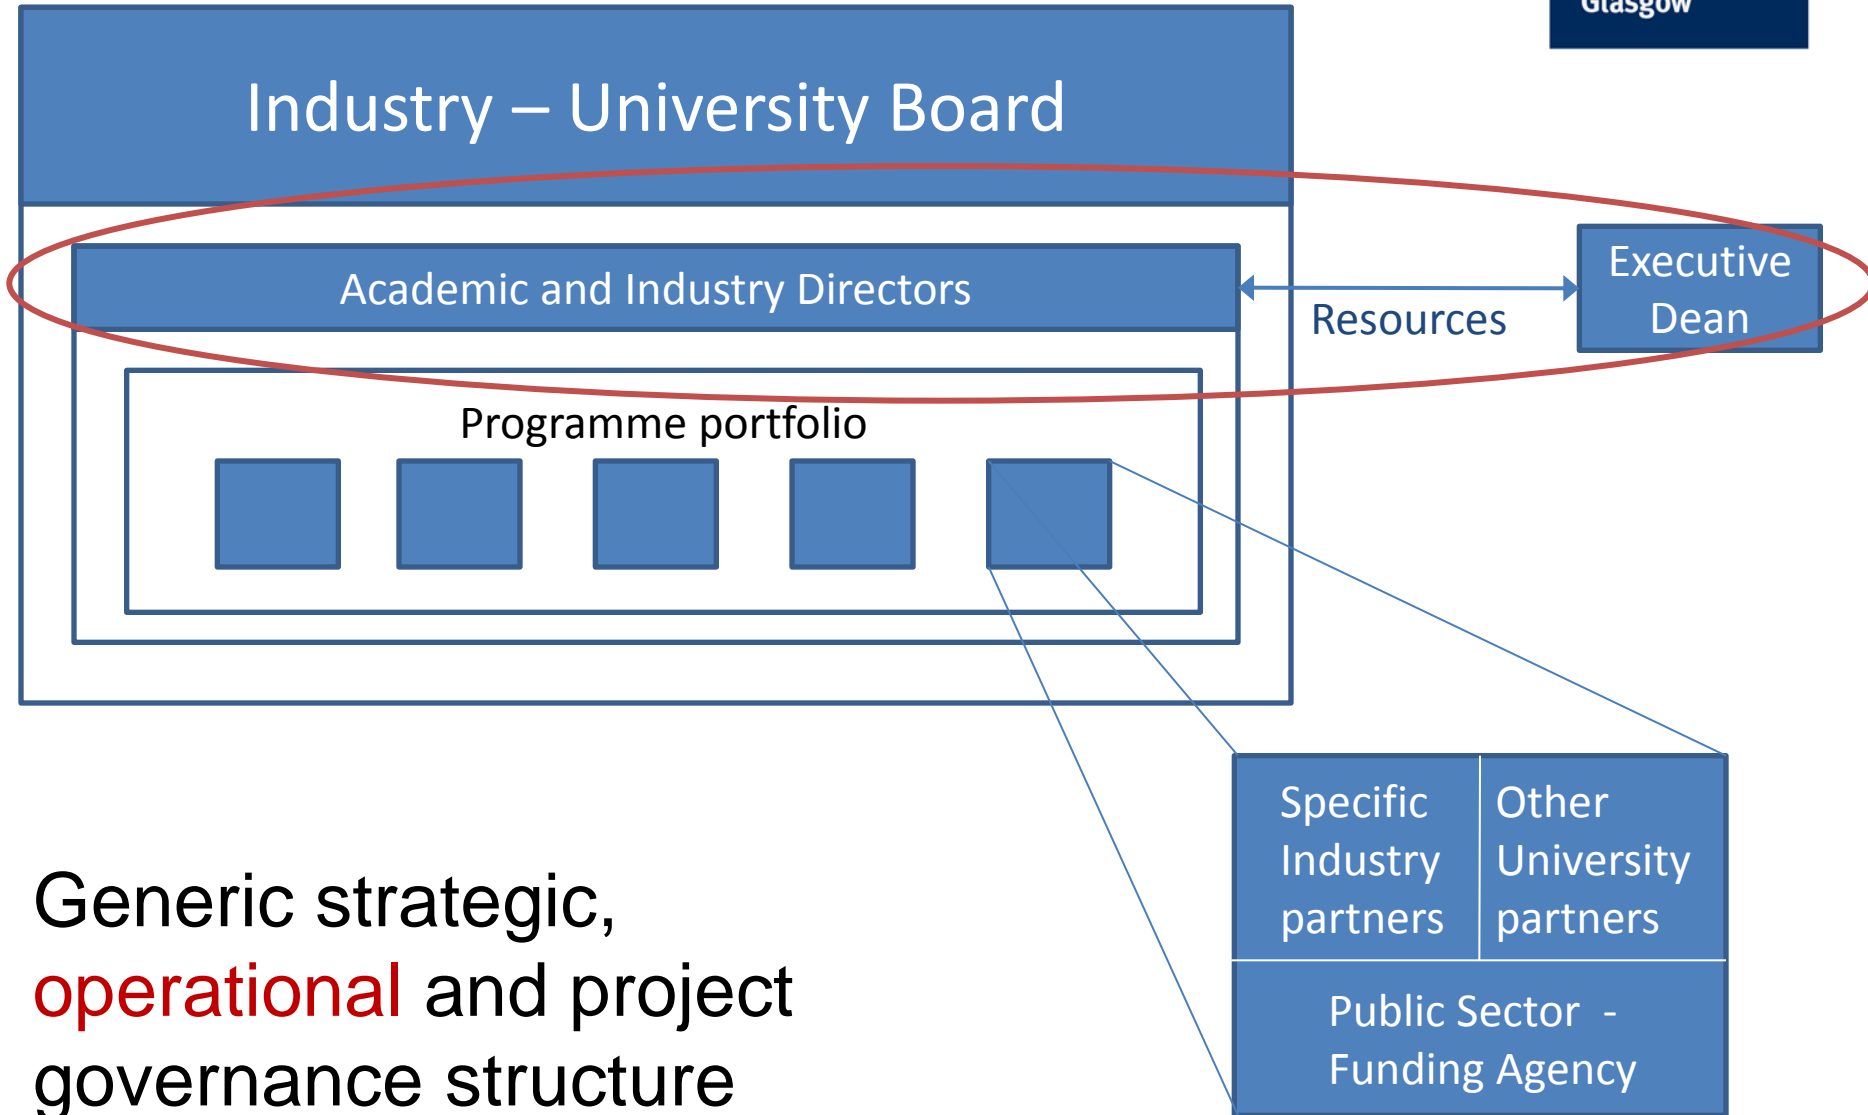 Glasgow
Industry – University Board
Academic and Industry Directors
Executive
Dean
Resources
Programme portfolio
Specific
Industry
partners
Other
University
partners
Public Sector -
Funding Agency
Generic strategic,
operational and project
governance structure